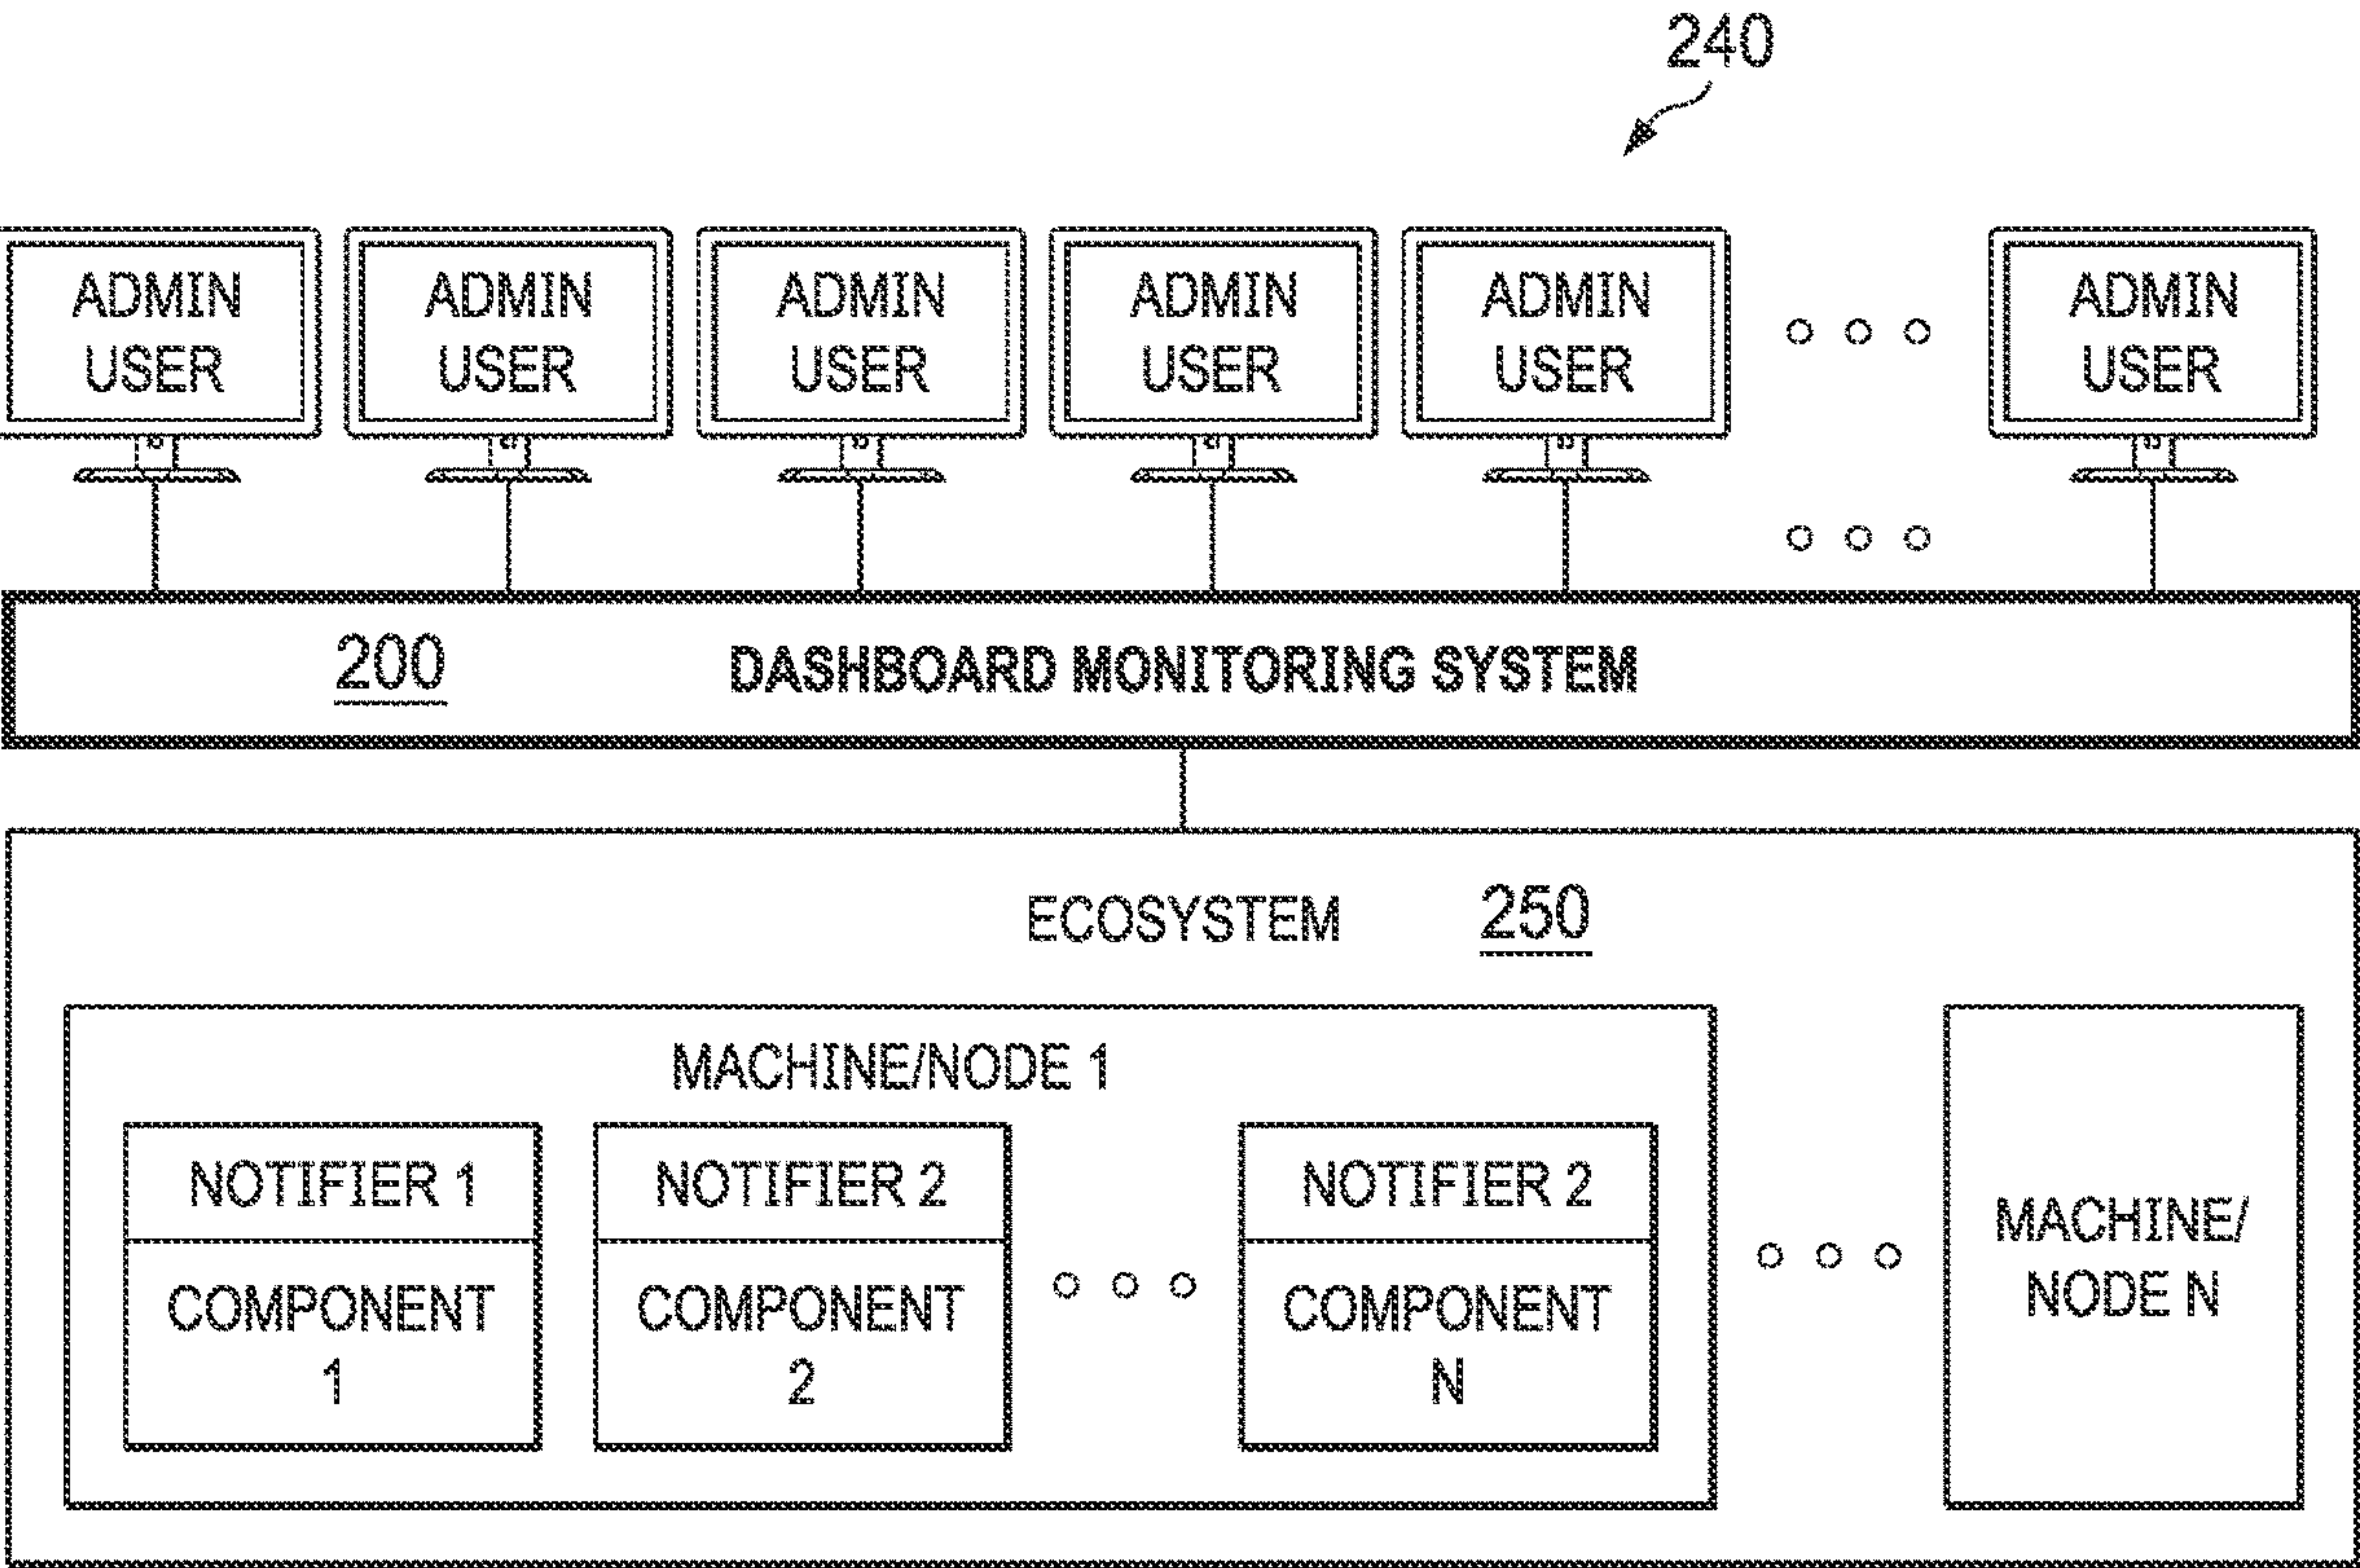 240
ADMIN USER
ADMIN USER
ADMIN USER
ADMIN USER
ADMIN USER
ADMIN USER
200 DASHBOARD MONITORING SYSTEM
ECOSYSTEM 250
MACHINE/NODE 1
NOTIFIER 1
COMPONENT
1
NOTIFIER 2
COMPONENT
2
NOTIFIER 2
COMPONENT
N
MACHINE/
NODE N